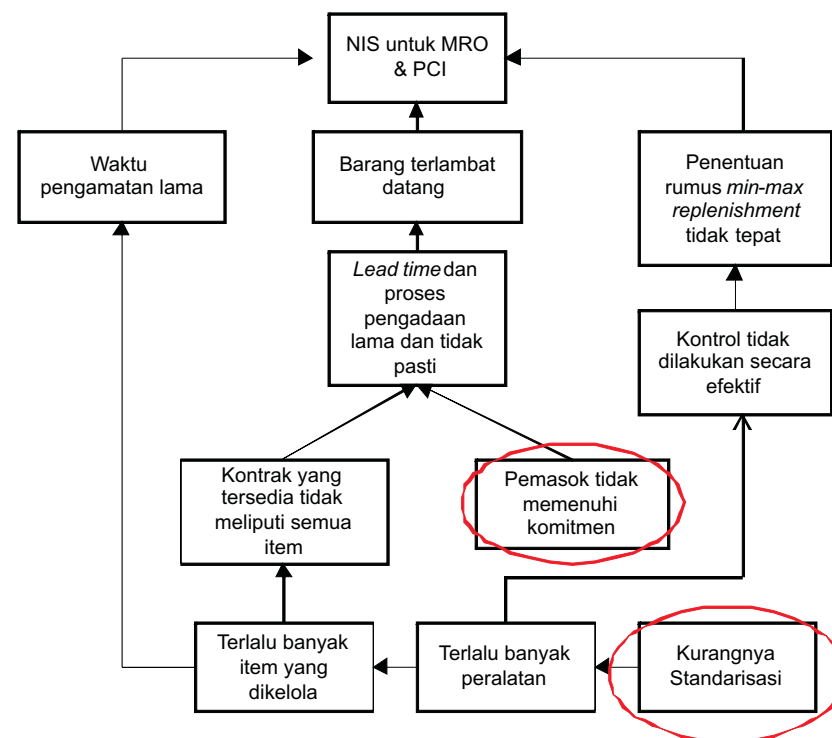 NIS untuk MRO
& PCI
Waktu
pengamatan lama
Barang terlambat
datang
Penentuan
rumus min-max
replenishment
tidak tepat
Lead time dan
proses
pengadaan
lama dan tidak
pasti
Kontrol tidak
dilakukan secara
efektif
Kontrak yang
tersedia tidak
meliputi semua
item
Pemasok tidak
memenuhi
komitmen
Terlalu banyak
item yang
dikelola
Terlalu banyak
peralatan
Kurangnya
Standarisasi